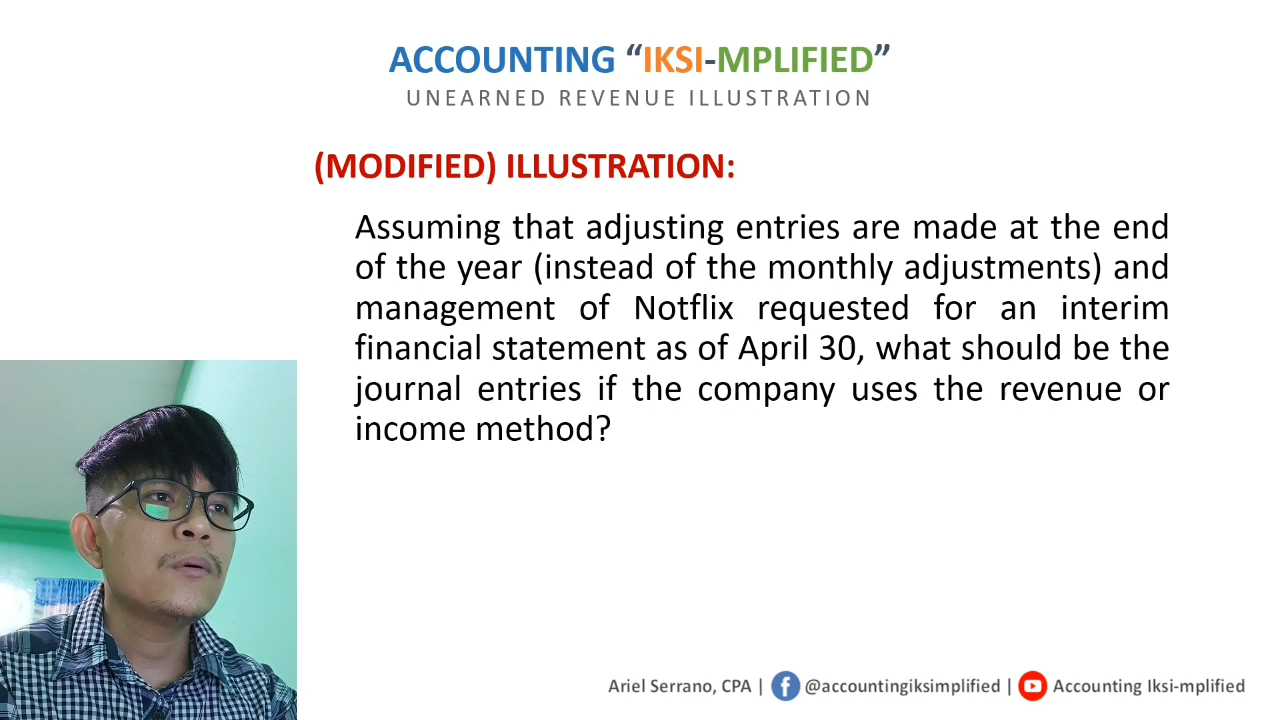 ACCOUNTING “IKSI-MPLIFIED”
UNEARNED REVENUE ILLUSTRATION
(MODIFIED) ILLUSTRATION:
Assuming that adjusting entries are made at the end
of the year (instead of the monthly adjustments) and
management of Notflix requested for an interim
financial statement as of April 30, what should be the
journal entries if the company uses the revenue or
income method?
Ariel Serrano, CPA | @accountingiksimplified | Accounting Iksi-mplified